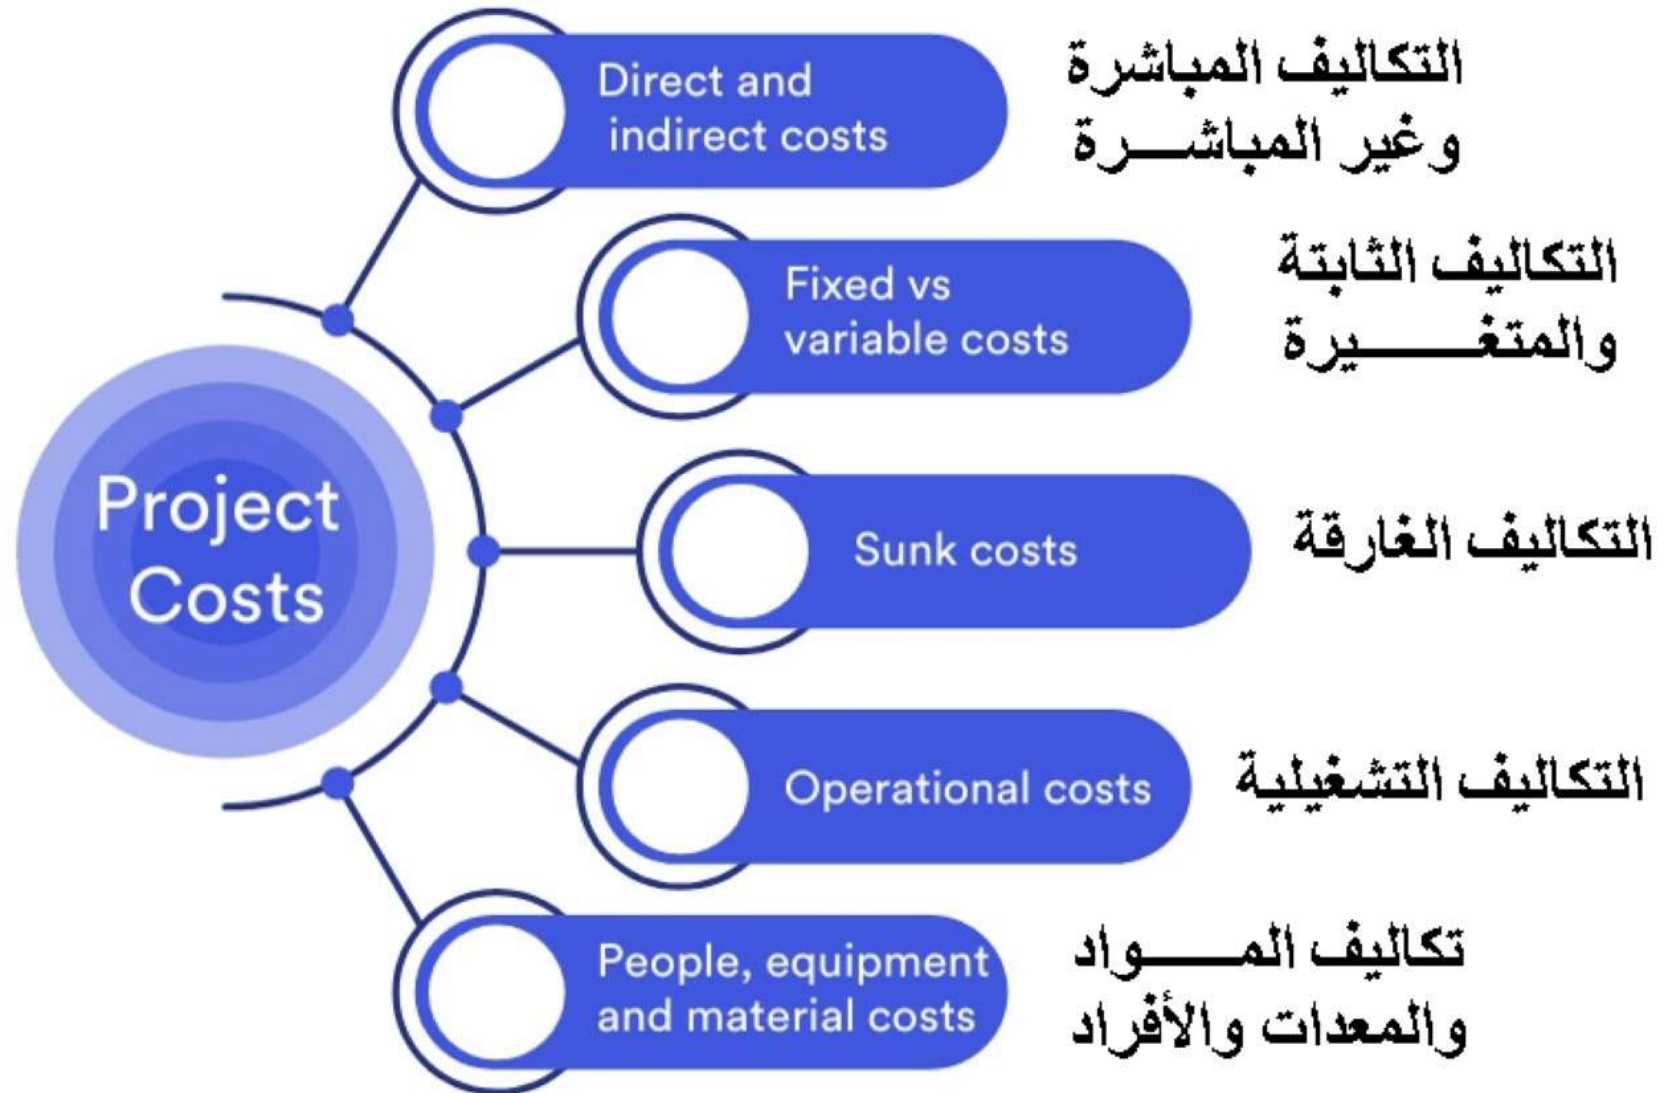 Project
Costs
Direct and
indirect costs
التكاليف المباشرة
وغير المباشـــرة
Fixed vs
variable costs
التكاليف الثابتة
والمتغـــــيرة
Sunk costs
التكاليف الغارقة
Operational costs
التكاليف التشغيلية
People, equipment
and material costs
تكاليف المـــــواد
والمعدات والأفراد